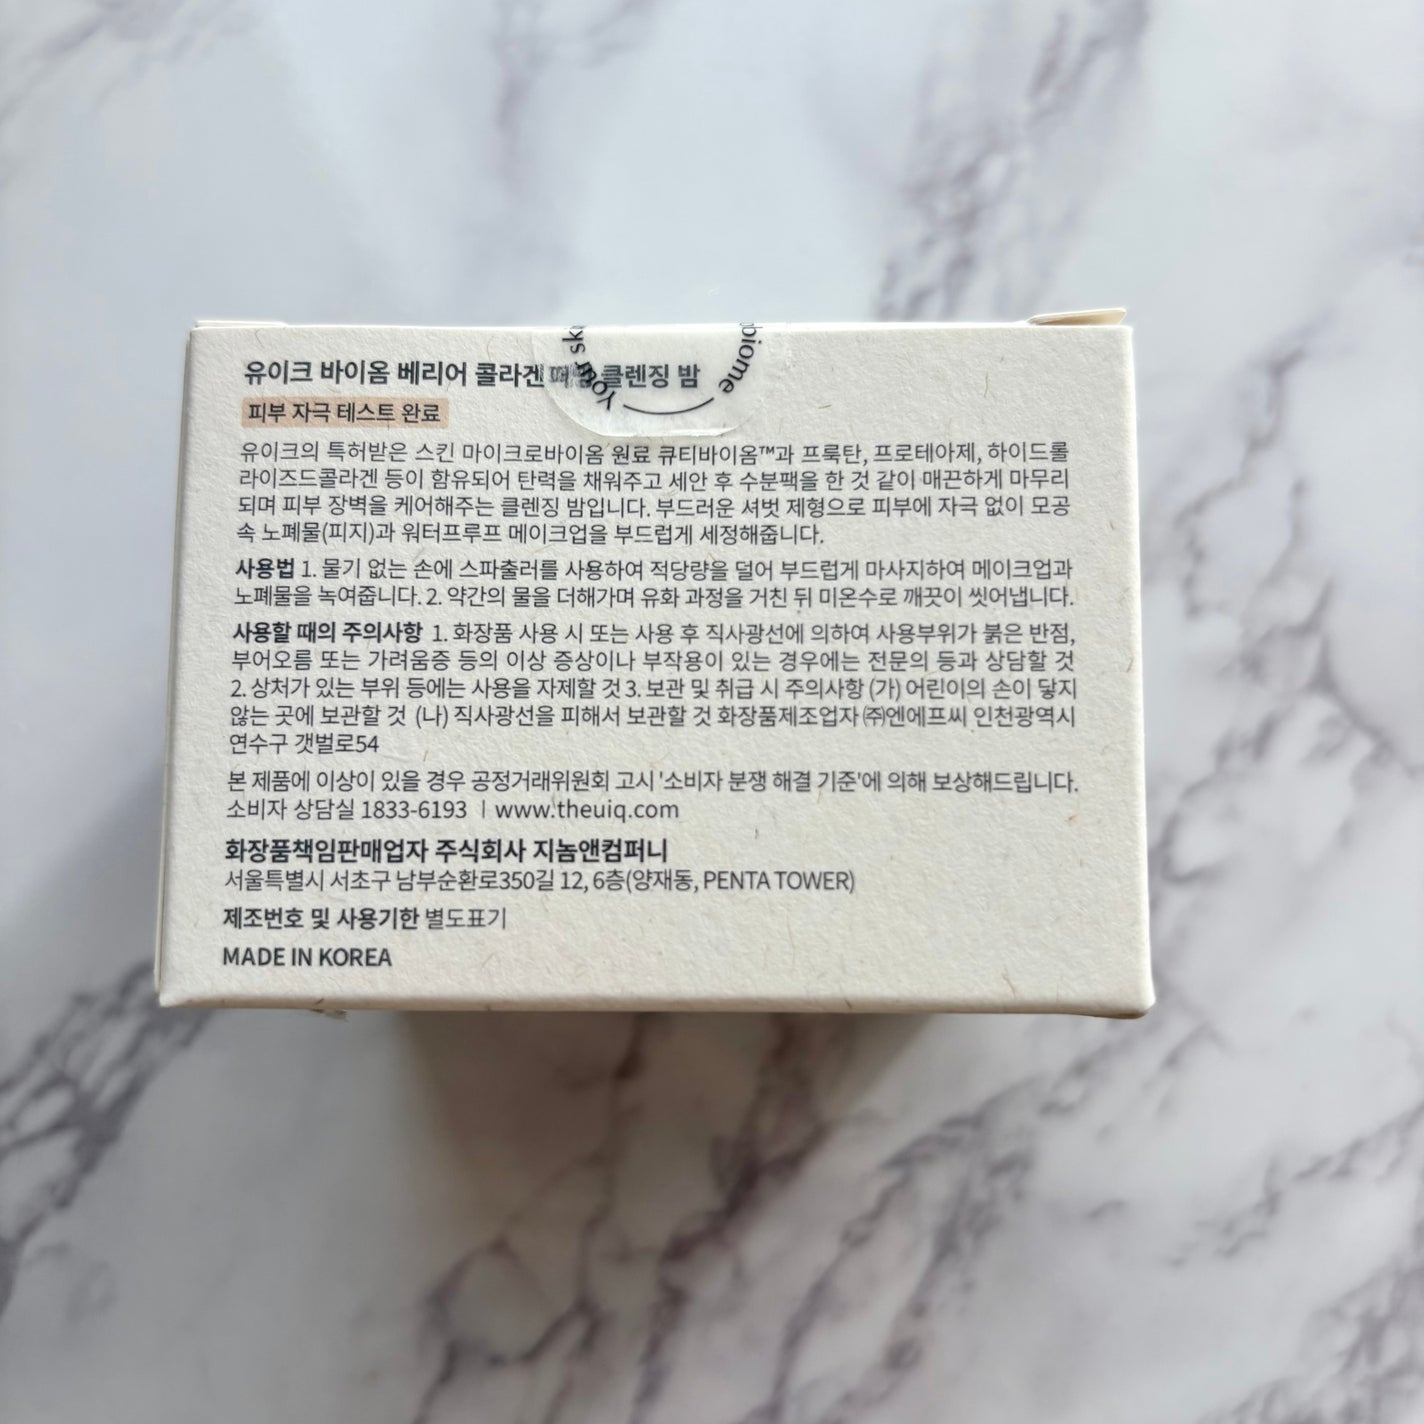 유이크 바이옴 베리어 콜라겐 클렌징 밤
Your skin
biome
피부 자극 테스트 완료
유이크의 특허받은 스킨 마이크로바이옴 원료 큐티바이옴™과 프룩탄, 프로테아제, 하이드롤
라이즈드콜라겐 등이 함유되어 탄력을 채워주고 세안 후 수분팩을 한 것 같이 매끈하게 마무리
되며 피부 장벽을 케어해주는 클렌징 밤입니다. 부드러운 셔벗 제형으로 피부에 자극 없이 모공
속 노폐물(피지)과 워터프루프 메이크업을 부드럽게 세정해줍니다.
사용법 1. 물기 없는 손에 스파출러를 사용하여 적당량을 덜어 부드럽게 마사지하여 메이크업과
노폐물을 녹여줍니다. 2. 약간의 물을 더해가며 유화 과정을 거친 뒤 미온수로 깨끗이 씻어냅니다.
사용할 때의 주의사항 1. 화장품 사용 시 또는 사용 후 직사광선에 의하여 사용부위가 붉은 반점,
부어오름 또는 가려움증 등의 이상 증상이나 부작용이 있는 경우에는 전문의 등과 상담할 것
2. 상처가 있는 부위 등에는 사용을 자제할 것 3. 보관 및 취급 시 주의사항 (가) 어린이의 손이 닿지
않는 곳에 보관할 것 (나) 직사광선을 피해서 보관할 것 화장품제조업자 ㈜엔에프씨 인천광역시
연수구 갯벌로54
본 제품에 이상이 있을 경우 공정거래위원회 고시 '소비자 분쟁 해결 기준'에 의해 보상해드립니다.
소비자 상담실 1833-6193 | www.theuiq.com
화장품책임판매업자 주식회사 지놈앤컴퍼니
서울특별시 서초구 남부순환로350길 12, 6층(양재동, PENTA TOWER)
제조번호 및 사용기한 별도표기
MADE IN KOREA